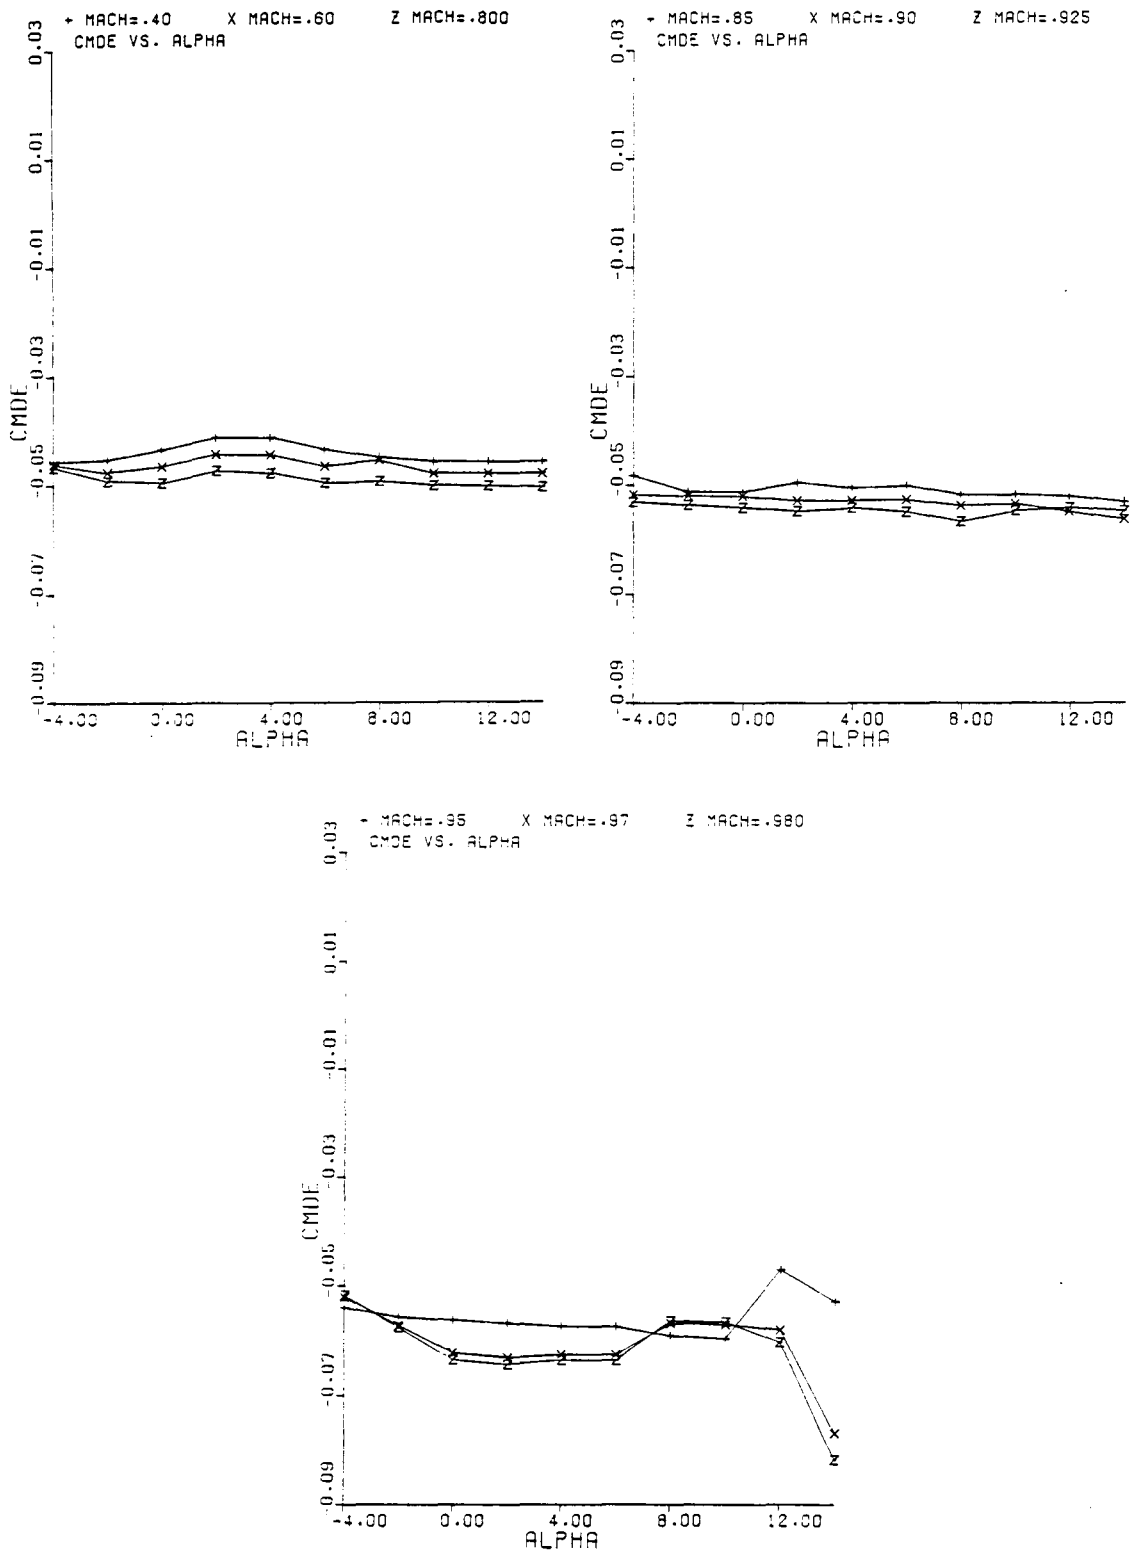 + MACH=.40 X MACH=.60 Z MACH=.800
CMDE VS. ALPHA
0.03
0.01
-0.01
-0.03
-0.05
-0.07
-0.09
CMDE
-4.00 0.00 4.00 8.00 12.00
ALPHA
+ MACH=.85 X MACH=.90 Z MACH=.925
CMDE VS. ALPHA
0.03
0.01
-0.01
-0.03
-0.05
-0.07
-0.09
CMDE
-4.00 0.00 4.00 8.00 12.00
ALPHA
+ MACH=.95 X MACH=.97 Z MACH=.980
CMDE VS. ALPHA
0.03
0.01
-0.01
-0.03
-0.05
-0.07
-0.09
CMDE
-4.00 0.00 4.00 8.00 12.00
ALPHA